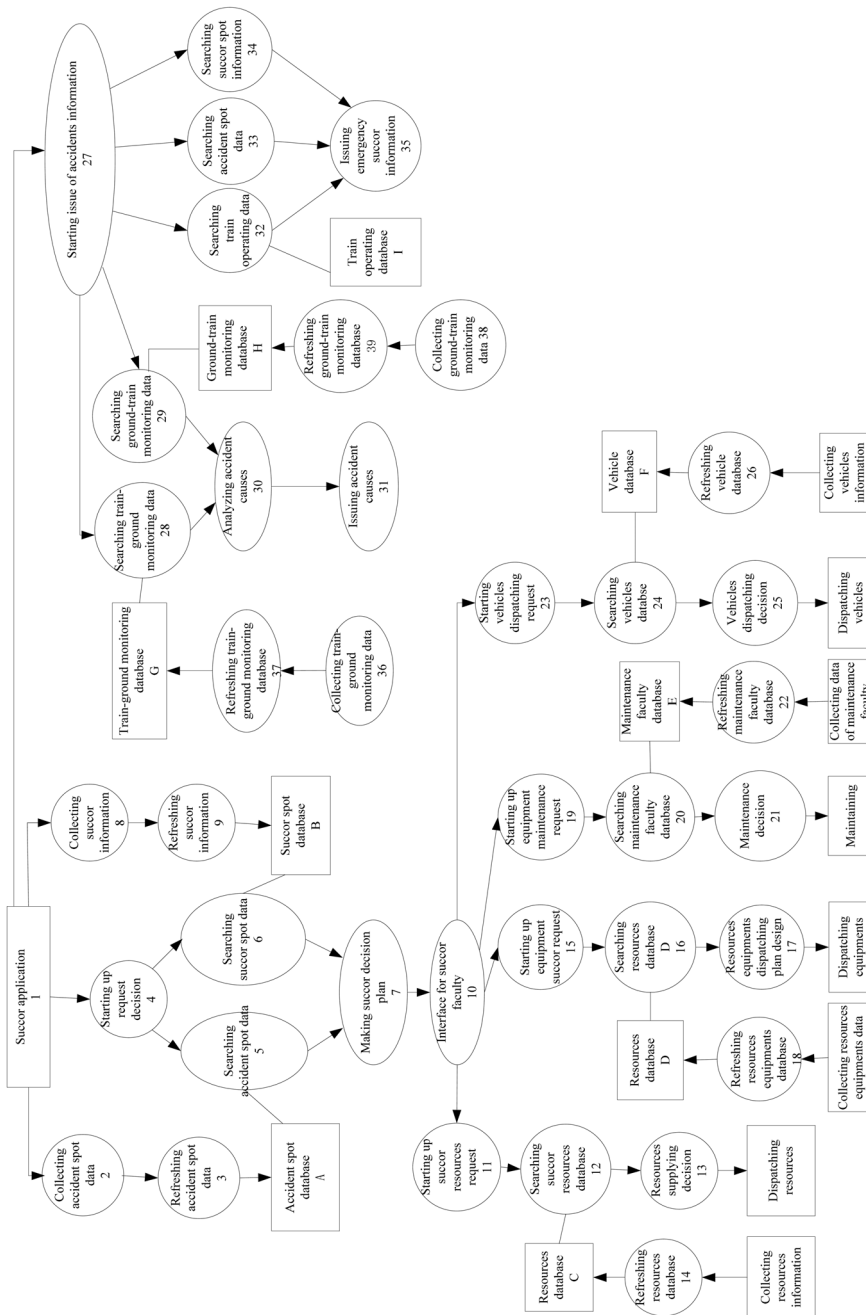 Succor application
1
Collecting
accident spot
data
2
Refreshing
accident spot
data
3
Accident spot
database
A
Starting up
request
decision
4
Searching
accident spot data
5
Searching
succor spot data
6
Collecting
succor
information
8
Refreshing
succor
information
9
Succor spot
database
B
Making succor decision
plan
7
Interface for succor
faculty
10
Starting up
succor
resources
request
11
Searching
succor
resources
database
12
Resources
supplying
decision
13
Dispatching
resources
Resources
database
C
Refreshing
resources
database
14
Collecting
resources
information
Starting up
equipment
succor request
15
Searching
resources
database
D
16
Resources
equipments
dispatching
plan design
17
Dispatching
equipments
Resources
database
D
Refreshing
resources
equipments
database
18
Collecting resources
equipments data
Starting up
equipment
maintenance
request
19
Searching
maintenance
faculty
database
20
Maintenance
decision
21
Maintaining
Maintenance
faculty database
E
Refreshing
maintenance
faculty
database
22
Collecting data
of maintenance
faculty
Starting
vehicles
dispatching
request
23
Searching
vehicles
databse
24
Vehicles
dispatching
decision
25
Dispatching
vehicles
Vehicle
database
F
Refreshing
vehicle
database
26
Collecting
vehicles
information
Starting issue of accidents information
27
Searching train-
ground
monitoring data
28
Searching
ground-train
monitoring data
29
Analyzing accident
causes
30
Issuing accident
causes
31
Train-ground monitoring
database
G
Refreshing train-
ground monitoring
database
37
Collecting train-
ground
monitoring data
36
Ground-train
monitoring
database
H
Refreshing
ground-train
monitoring
database
39
Collecting
ground-train
monitoring
data 38
Searching
train
operating data
32
Searching
accident spot
data
33
Searching
succor spot
information
34
Issuing
emergency
succor
information
35
Train
operating
database
I